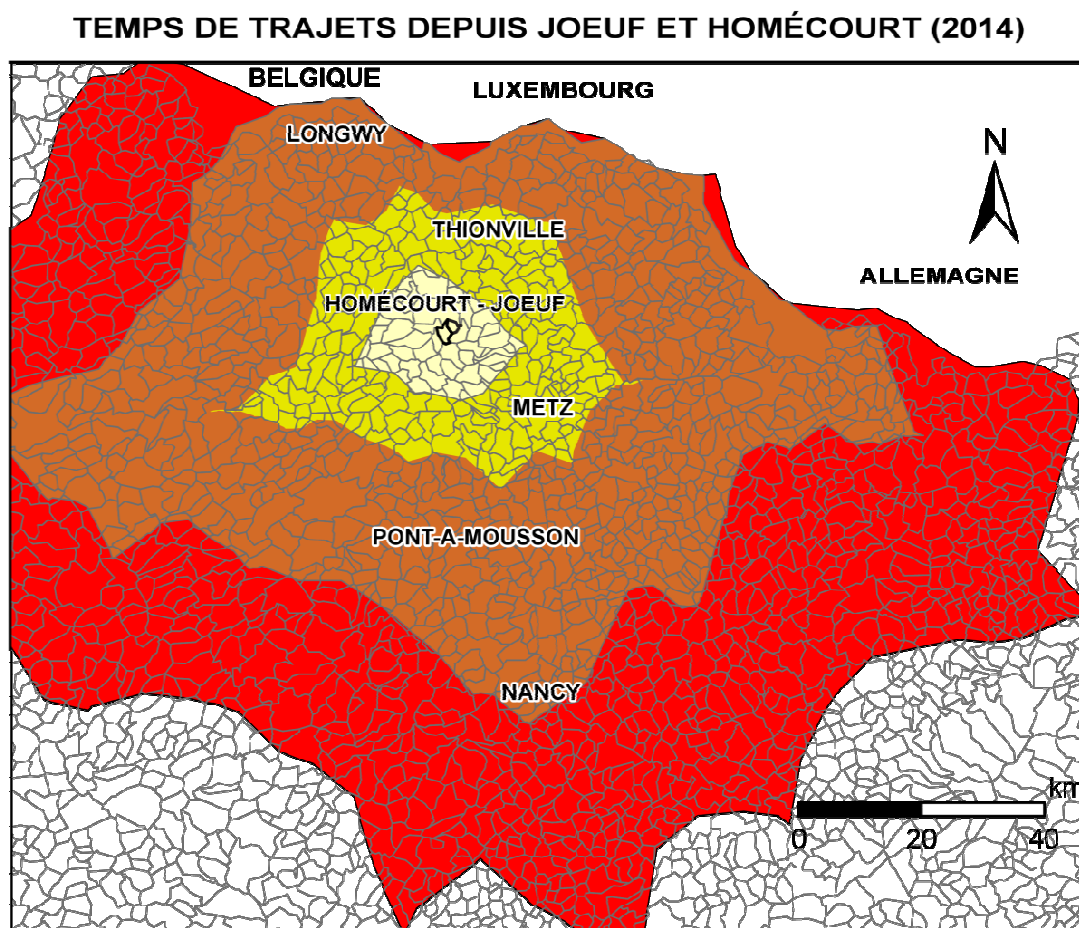 TEMPS DE TRAJETS DEPUIS JOEUF ET HOMÉCOURT (2014)
BELGIQUE
LUXEMBOURG
LONGWY
N
THIONVILLE
ALLEMAGNE
HOMÉCOURT - JOEUF
METZ
PONT-A-MOUSSON
NANCY
km
0 20 40